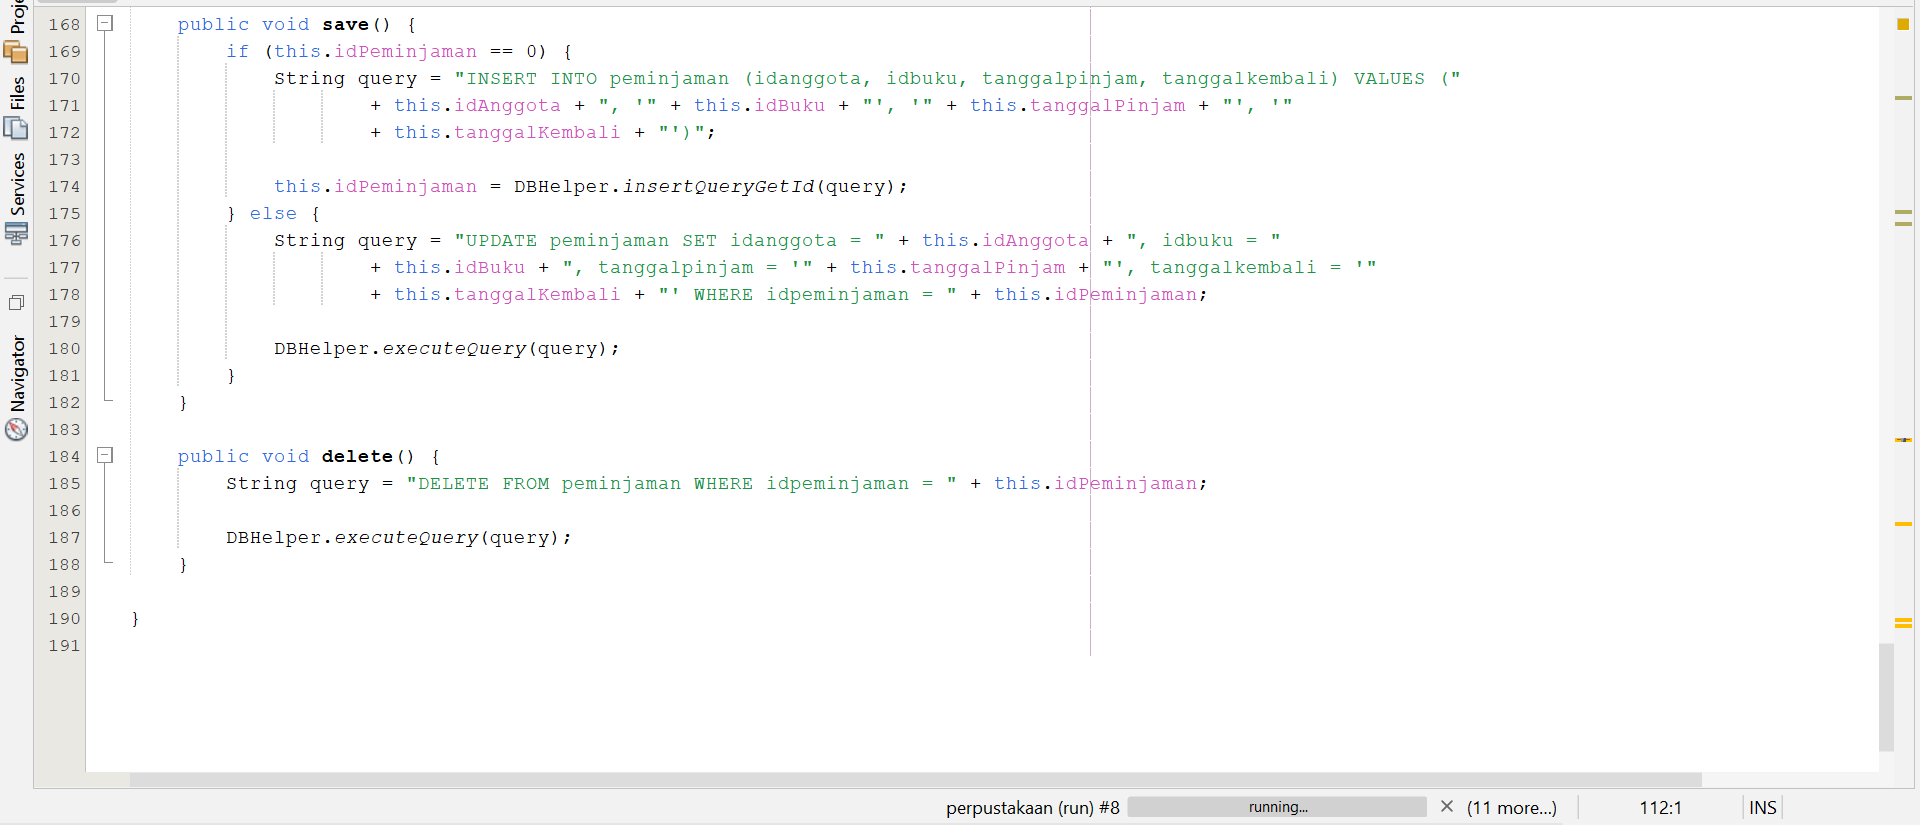 Proje
Files
Services
Navigator
168 public void save() {
169 if (this.idPeminjaman == 0) {
170 String query = "INSERT INTO peminjaman (idanggota, idbuku, tanggalpinjam, tanggalkembali) VALUES ("
171 + this.idAnggota + ", '" + this.idBuku + "', '" + this.tanggalPinjam + "', '"
172 + this.tanggalKembali + "')";
173
174 this.idPeminjaman = DBHelper.insertQueryGetId(query);
175 } else {
176 String query = "UPDATE peminjaman SET idanggota = " + this.idAnggota + ", idbuku = "
177 + this.idBuku + ", tanggalpinjam = '" + this.tanggalPinjam + "', tanggalkembali = '"
178 + this.tanggalKembali + "' WHERE idpeminjaman = " + this.idPeminjaman;
179
180 DBHelper.executeQuery(query);
181 }
182 }
183
184 public void delete() {
185 String query = "DELETE FROM peminjaman WHERE idpeminjaman = " + this.idPeminjaman;
186
187 DBHelper.executeQuery(query);
188 }
189
190 }
191
perpustakaan (run) #8 running... (11 more...) 112:1 INS